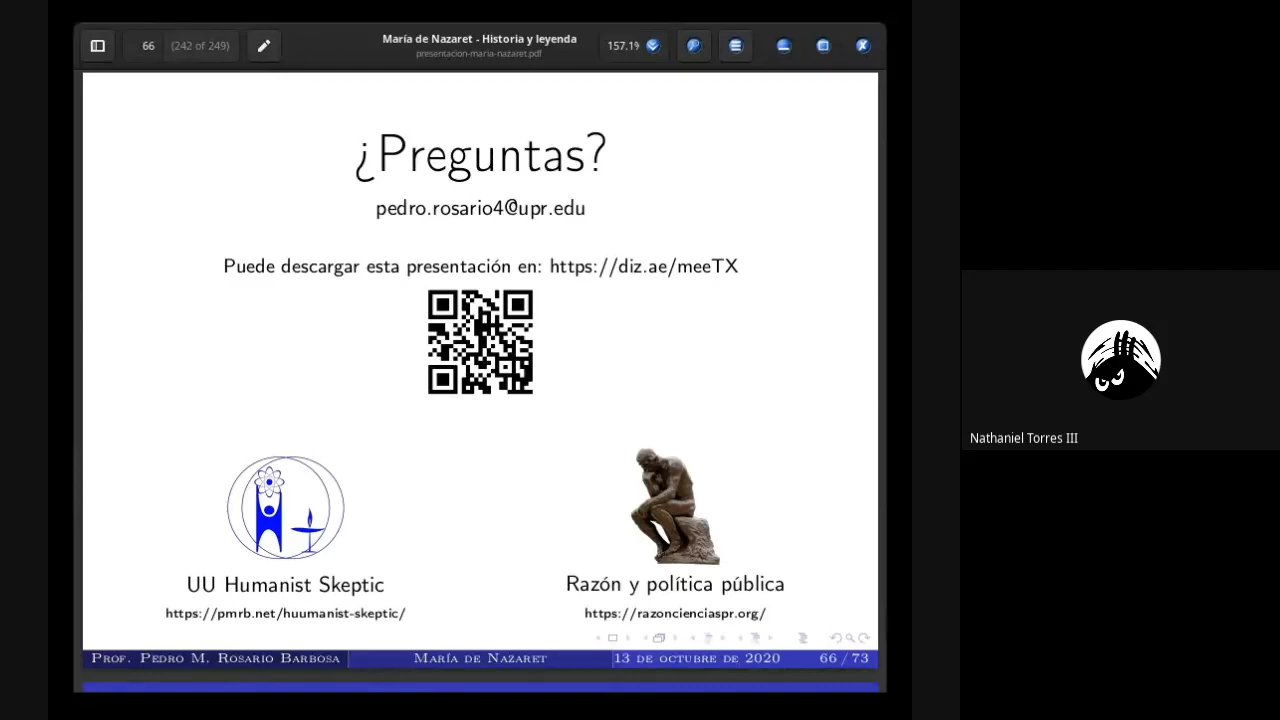 66 (242 of 249)
María de Nazaret - Historia y leyenda
presentacion-maria-nazaret.pdf
157.1%
¿Preguntas?
pedro.rosario4@upr.edu
Puede descargar esta presentación en: https://diz.ae/meeTX
UU Humanist Skeptic
https://pmrb.net/huumanist-skeptic/
Razón y política pública
https://razoncienciaspr.org/
Prof. Pedro M. Rosario Barbosa María de Nazaret 13 de octubre de 2020 66 / 73
Nathaniel Torres III